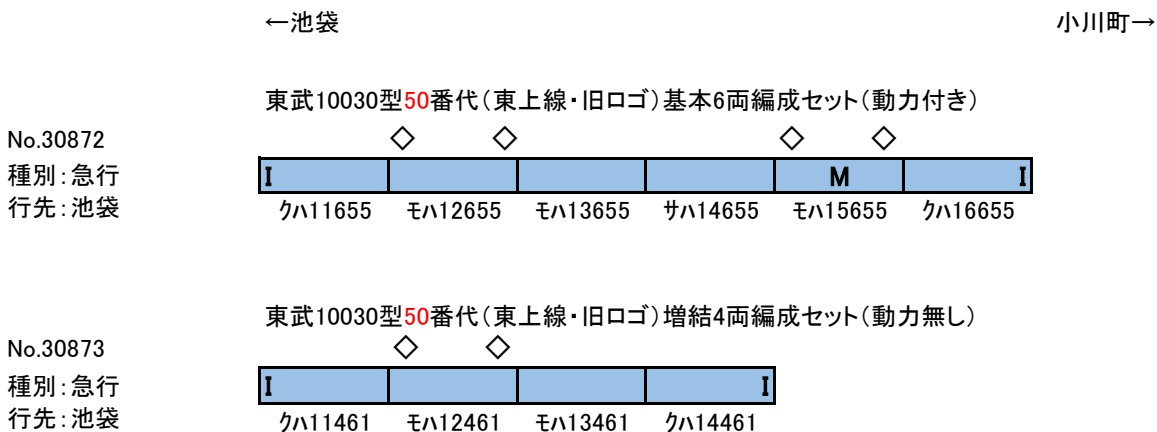 ←池袋 小川町→
東武10030型50番代(東上線・旧ロゴ)基本6両編成セット(動力付き)
No.30872 ◇ ◇ ◇ ◇
種別:急行 I M I
行先:池袋 ｸﾊ11655 ﾓﾊ12655 ﾓﾊ13655 ｻﾊ14655 ﾓﾊ15655 ｸﾊ16655
東武10030型50番代(東上線・旧ロゴ)増結4両編成セット(動力無し)
No.30873 ◇ ◇
種別:急行 I I
行先:池袋 ｸﾊ11461 ﾓﾊ12461 ﾓﾊ13461 ｸﾊ14461